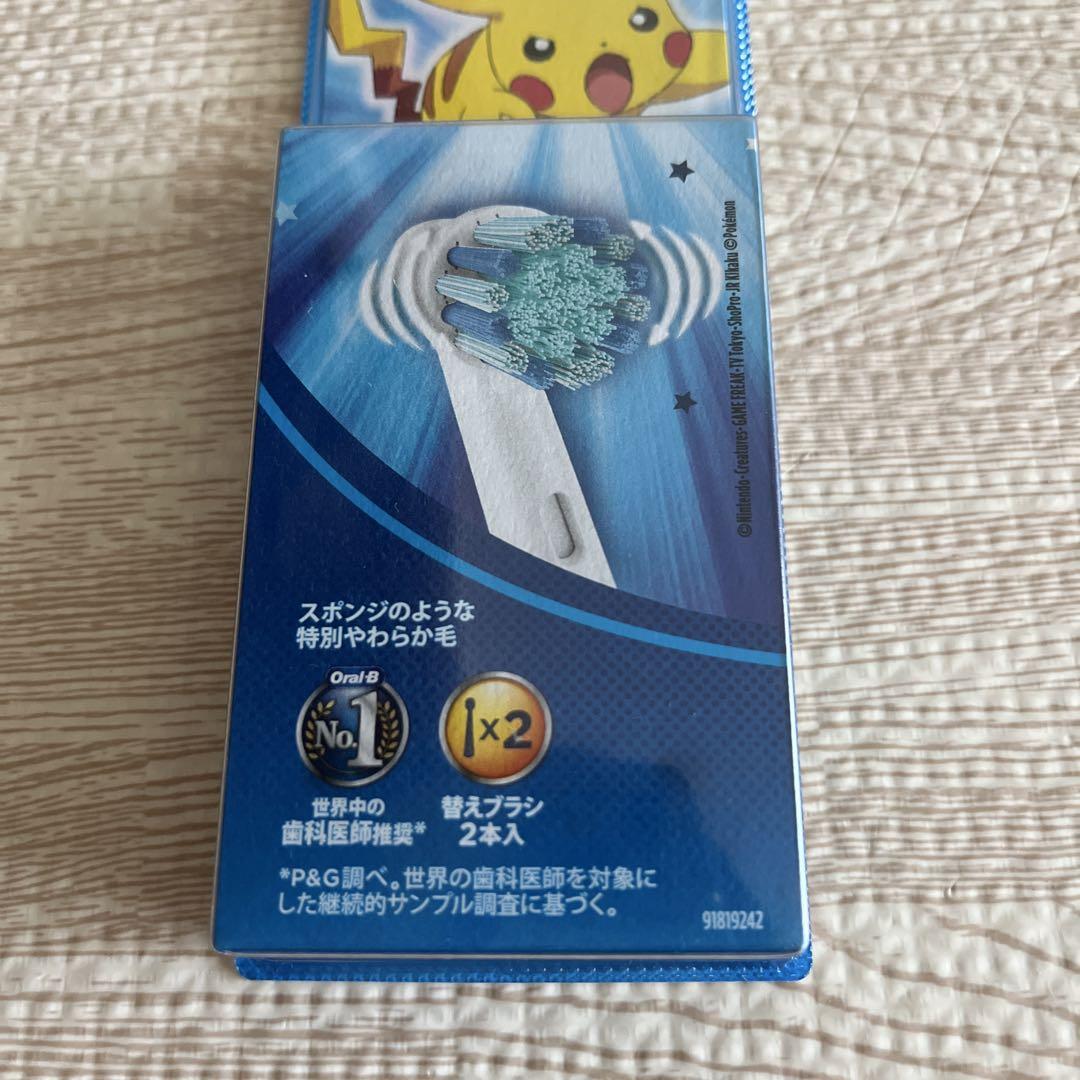 ©Nintendo・Creatures・GAME FREAK・TV Tokyo・ShoPro・JR Kikaku ©Pokémon
スポンジのような
特別やわらか毛
Oral-B
No.1
世界中の
歯科医師推奨*
×2
替えブラシ
2本入
*P&G調べ。世界の歯科医師を対象に
した継続的サンプル調査に基づく。
91819242